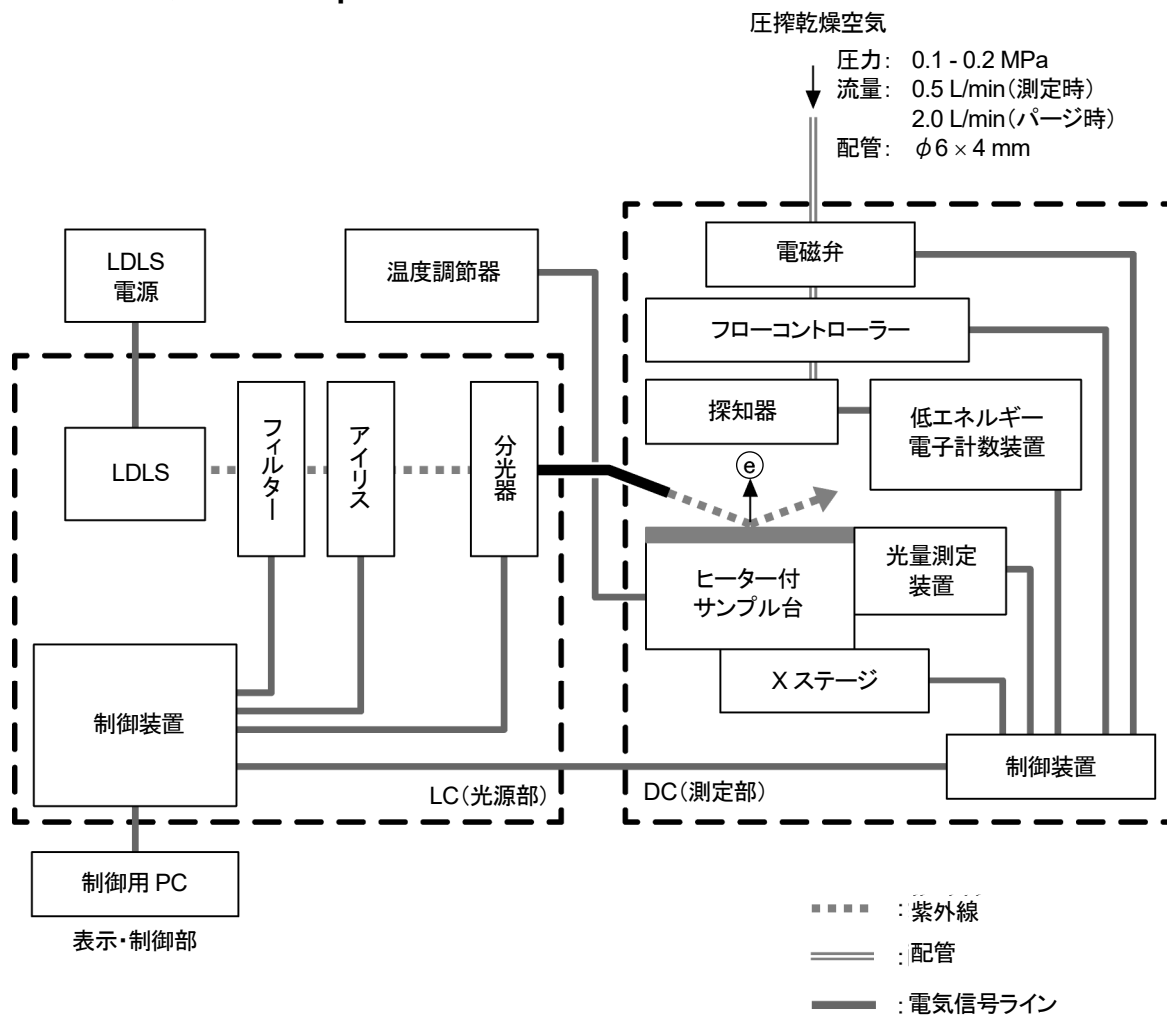 圧搾乾燥空気
圧力： 0.1 - 0.2 MPa
流量： 0.5 L/min（測定時）
2.0 L/min（パージ時）
配管： φ6 × 4 mm
LDLS
電源
温度調節器
電磁弁
フローコントローラー
探知器
低エネルギー
電子計数装置
LDLS
フィルター
アイリス
分光器
e
ヒーター付
サンプル台
光量測定
装置
X ステージ
制御装置
制御装置
LC（光源部）
DC（測定部）
制御用 PC
表示・制御部
：紫外線
：配管
：電気信号ライン